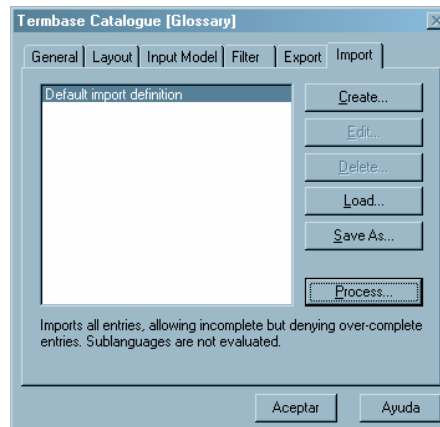 Termbase Catalogue [Glossary]
General Layout Input Model Filter Export Import
Default import definition
Create...
Edit...
Delete...
Load...
Save As...
Process...
Imports all entries, allowing incomplete but denying over-complete
entries. Sublanguages are not evaluated.
Aceptar Ayuda